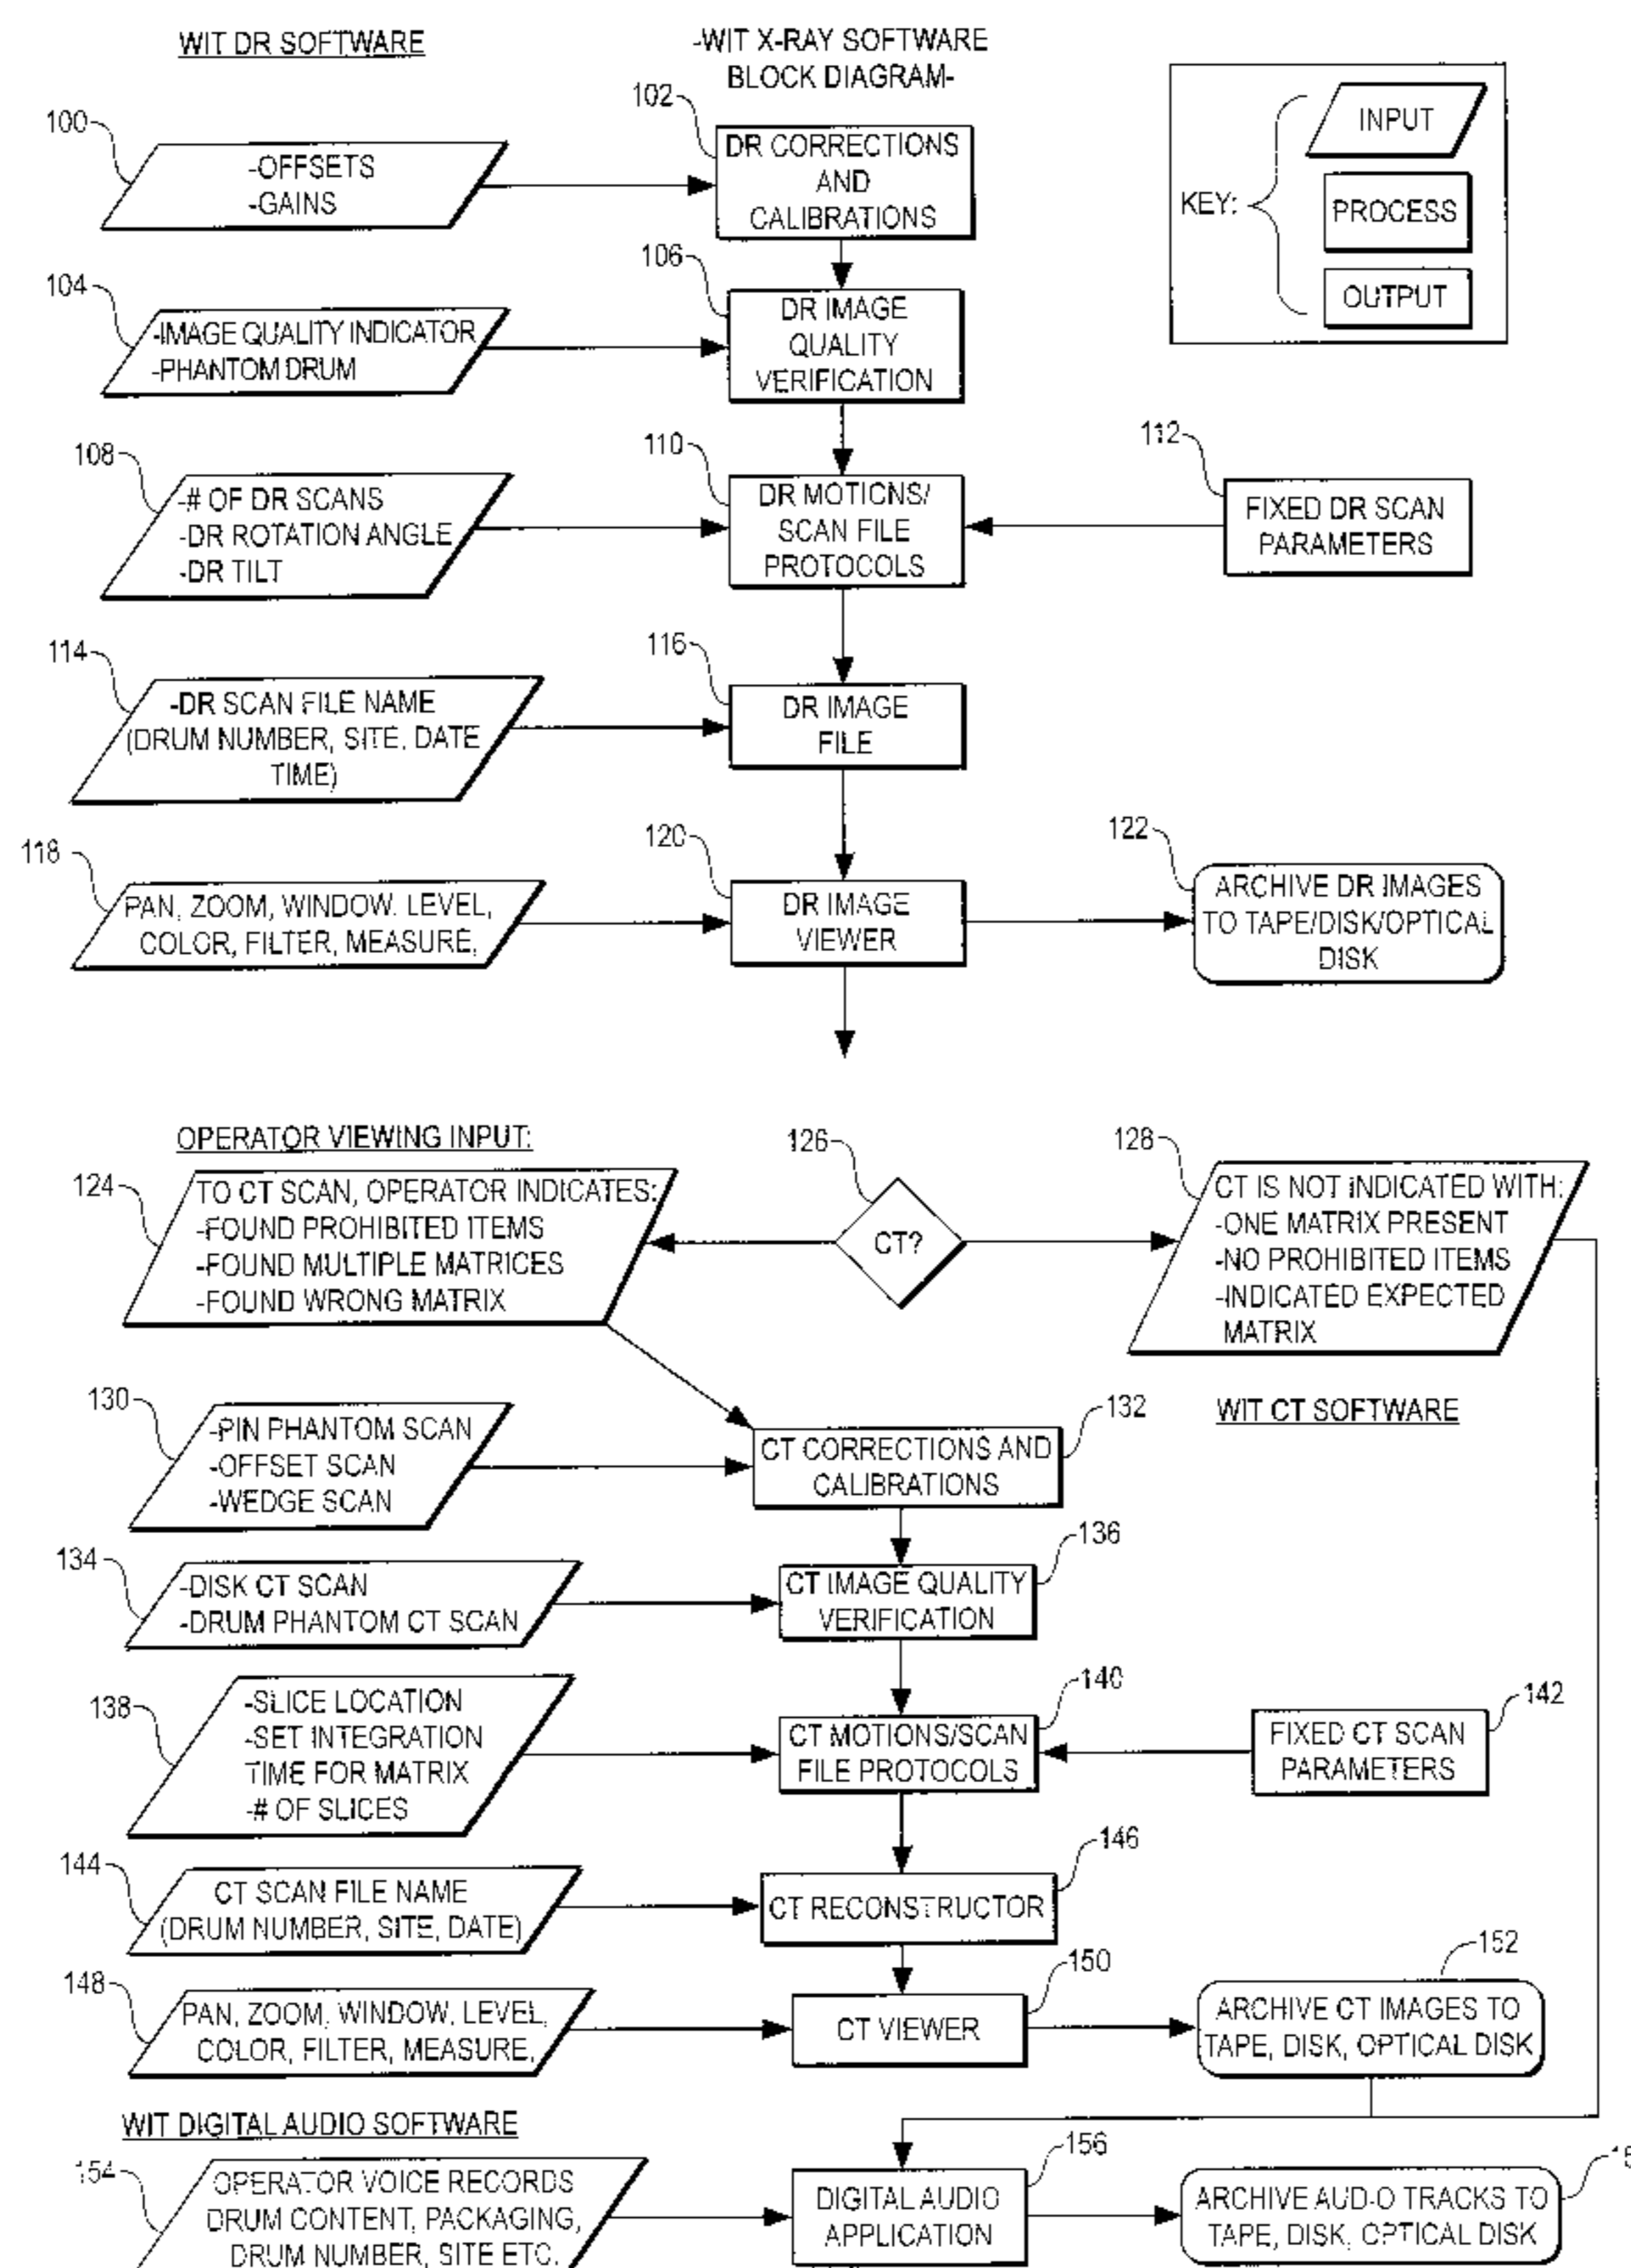 WIT DR SOFTWARE
-WIT X-RAY SOFTWARE
BLOCK DIAGRAM-
KEY:
INPUT
PROCESS
OUTPUT
100
-OFFSETS
-GAINS
102
DR CORRECTIONS
AND
CALIBRATIONS
104
-IMAGE QUALITY INDICATOR
-PHANTOM DRUM
106
DR IMAGE
QUALITY
VERIFICATION
108
-# OF DR SCANS
-DR ROTATION ANGLE
-DR TILT
110
DR MOTIONS/
SCAN FILE
PROTOCOLS
112
FIXED DR SCAN
PARAMETERS
114
-DR SCAN FILE NAME
(DRUM NUMBER, SITE, DATE
TIME)
116
DR IMAGE
FILE
118
PAN, ZOOM, WINDOW. LEVEL,
COLOR, FILTER, MEASURE,
120
DR IMAGE
VIEWER
122
ARCHIVE DR IMAGES
TO TAPE/DISK/OPTICAL
DISK
OPERATOR VIEWING INPUT:
124
TO CT SCAN, OPERATOR INDICATES:
-FOUND PROHIBITED ITEMS
-FOUND MULTIPLE MATRICES
-FOUND WRONG MATRIX
126
CT?
128
CT IS NOT INDICATED WITH:
-ONE MATRIX PRESENT
-NO PROHIBITED ITEMS
-INDICATED EXPECTED
MATRIX
WIT CT SOFTWARE
130
-PIN PHANTOM SCAN
-OFFSET SCAN
-WEDGE SCAN
132
CT CORRECTIONS AND
CALIBRATIONS
134
-DISK CT SCAN
-DRUM PHANTOM CT SCAN
136
CT IMAGE QUALITY
VERIFICATION
138
-SLICE LOCATION
-SET INTEGRATION
TIME FOR MATRIX
-# OF SLICES
140
CT MOTIONS/SCAN
FILE PROTOCOLS
142
FIXED CT SCAN
PARAMETERS
144
CT SCAN FILE NAME
(DRUM NUMBER, SITE, DATE)
146
CT RECONSTRUCTOR
148
PAN, ZOOM, WINDOW, LEVEL,
COLOR, FILTER, MEASURE,
150
CT VIEWER
152
ARCHIVE CT IMAGES TO
TAPE, DISK, OPTICAL DISK
WIT DIGITAL AUDIO SOFTWARE
154
OPERATOR VOICE RECORDS
DRUM CONTENT, PACKAGING,
DRUM NUMBER, SITE ETC.
156
DIGITAL AUDIO
APPLICATION
ARCHIVE AUDIO TRACKS TO
TAPE, DISK, OPTICAL DISK